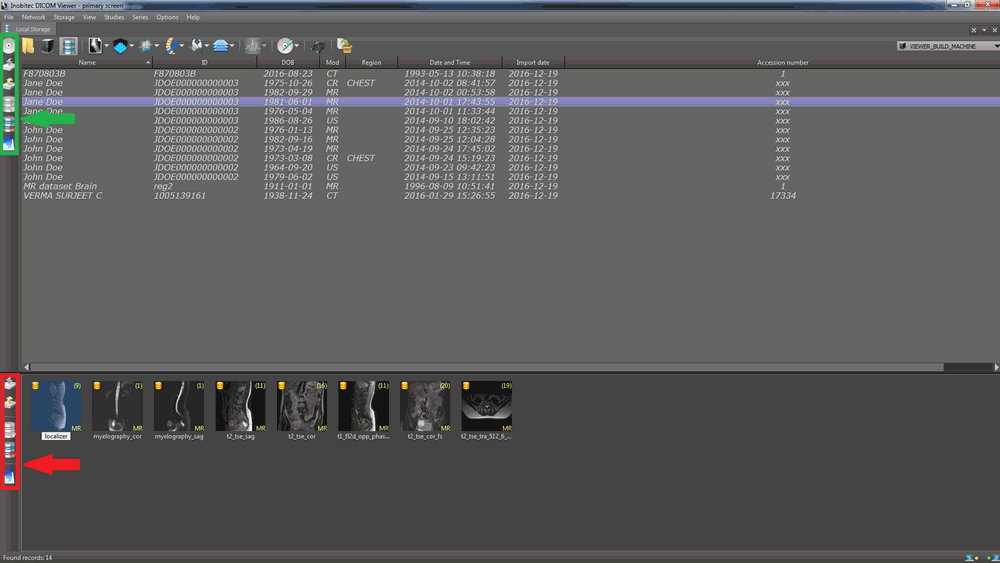 Inobitec DICOM Viewer - primary screen
File Network Storage View Studies Series Options Help
Local Storage
VIEWER_BUILD_MACHINE
Name ID DOB Mod Region Date and Time Import date Accession number
F870803B F870803B 2016-08-23 CT 1993-05-13 10:38:18 2016-12-19 1
Jane Doe JDOE000000000003 1975-10-26 CR CHEST 2014-10-02 08:41:57 2016-12-19 xxx
Jane Doe JDOE000000000003 1982-09-29 MR 2014-10-02 00:53:58 2016-12-19 xxx
Jane Doe JDOE000000000003 1981-06-01 MR 2014-10-01 17:43:55 2016-12-19 xxx
Jane Doe JDOE000000000003 1976-05-04 MR 2014-10-01 11:33:44 2016-12-19 xxx
JDOE000000000003 1986-08-26 US 2014-09-10 18:02:42 2016-12-19 xxx
John Doe JDOE000000000002 1976-01-13 MR 2014-09-25 12:35:23 2016-12-19 xxx
John Doe JDOE000000000002 1982-09-16 MR 2014-09-25 12:04:28 2016-12-19 xxx
John Doe JDOE000000000002 1973-04-19 MR 2014-09-24 17:45:02 2016-12-19 xxx
John Doe JDOE000000000002 1973-03-08 CR CHEST 2014-09-24 15:19:23 2016-12-19 xxx
John Doe JDOE000000000002 1964-09-20 US 2014-09-23 09:42:23 2016-12-19 xxx
John Doe JDOE000000000002 1979-06-02 US 2014-09-15 13:11:51 2016-12-19 xxx
MR dataset Brain reg2 1911-01-01 MR 1996-08-09 10:51:41 2016-12-19 1
VERMA SURJEET C 1005139161 1938-11-24 CT 2016-01-29 15:26:55 2016-12-19 17334
(9) (1) (1) (11) (16) (11) (20) (19)
MR MR MR MR MR MR MR MR
localizer myelography_cor myelography_sag t2_tse_sag t2_tse_cor t1_fl2d_opp_phas... t2_tse_cor_fs t2_tse_tra_512_6_...
Found records: 14